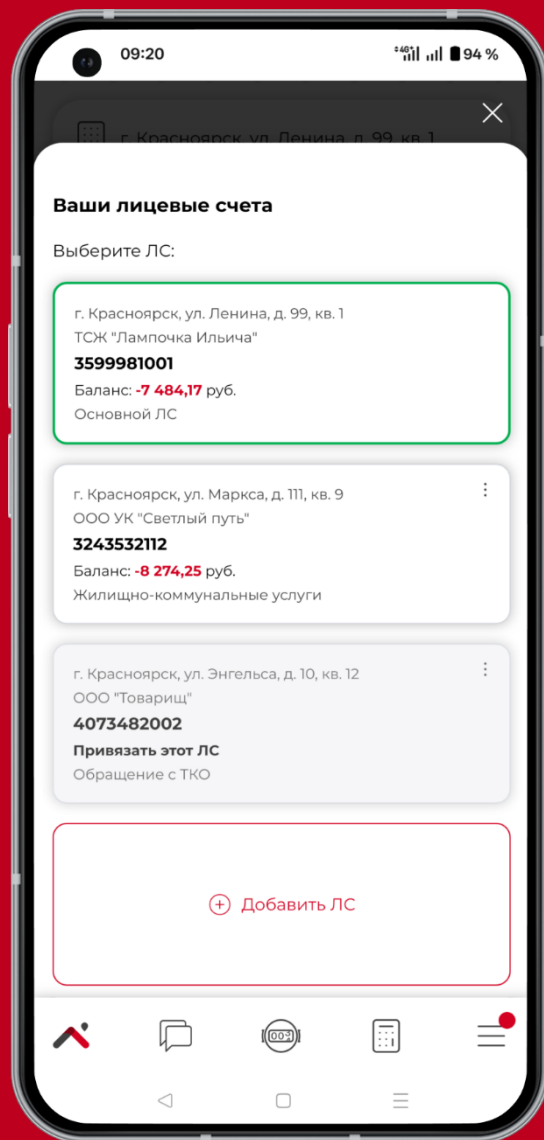 09:20
4G+
94 %
г. Красноярск, ул. Ленина, д. 99, кв. 1
Ваши лицевые счета
Выберите ЛС:
г. Красноярск, ул. Ленина, д. 99, кв. 1
ТСЖ "Лампочка Ильича"
3599981001
Баланс: -7 484,17 руб.
Основной ЛС
г. Красноярск, ул. Маркса, д. 111, кв. 9
ООО УК "Светлый путь"
3243532112
Баланс: -8 274,25 руб.
Жилищно-коммунальные услуги
г. Красноярск, ул. Энгельса, д. 10, кв. 12
ООО "Товарищ"
4073482002
Привязать этот ЛС
Обращение с ТКО
Добавить ЛС